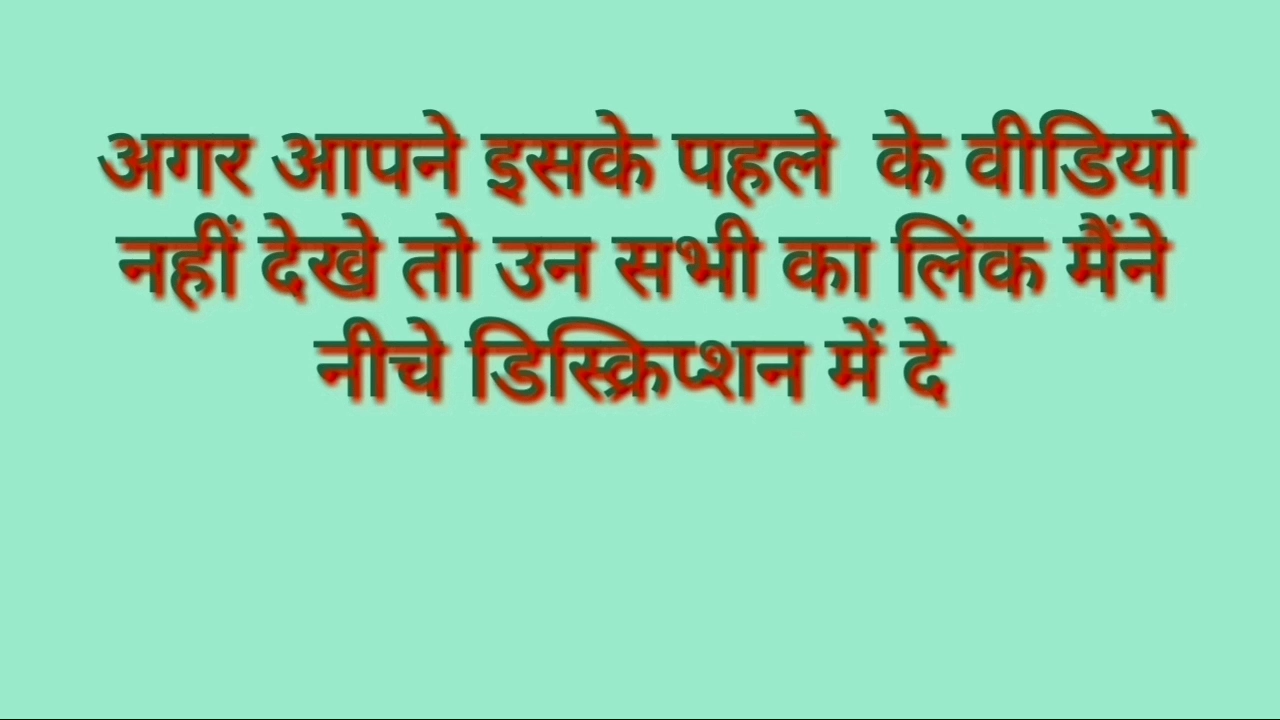 अगर आपने इसके पहले के वीडियो
नहीं देखे तो उन सभी का लिंक मैंने
नीचे डिस्क्रिप्शन में दे